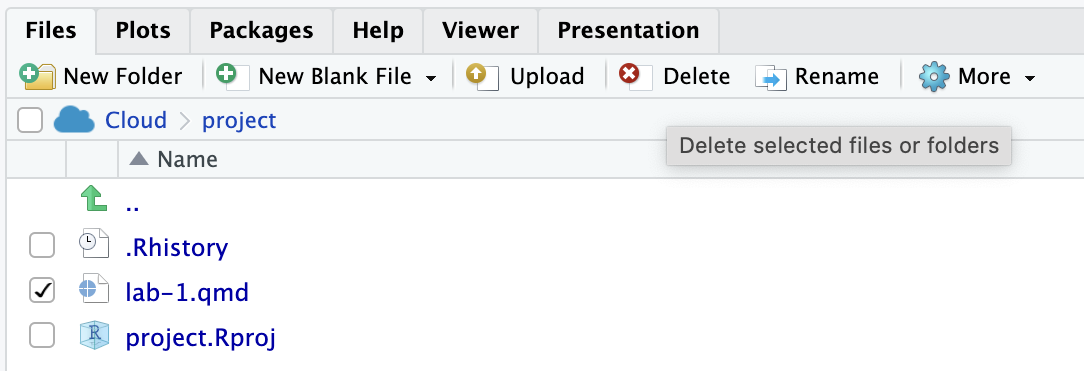 Files Plots Packages Help Viewer Presentation
New Folder New Blank File Upload Delete Rename More
Cloud project
Delete selected files or folders
Name
..
.Rhistory
lab-1.qmd
R project.Rproj